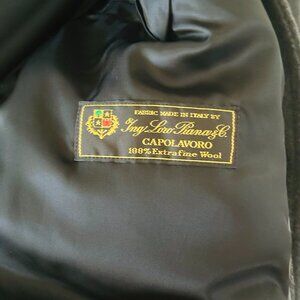 FABRIC MADE IN ITALY BY
Ing. Loro Piana & C.
CAPOLAVORO
100% Extrafine Wool